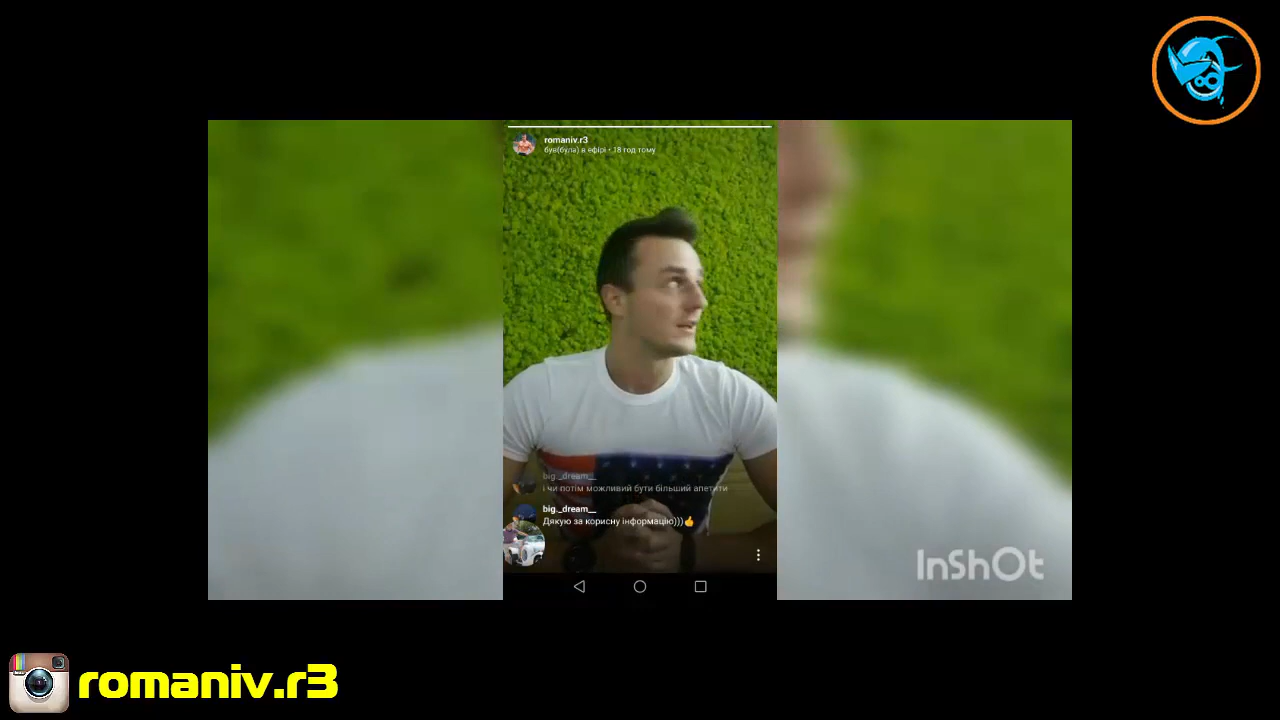 romaniv.r3
був(була) в ефірі • 18 год тому
big._dream__
і чи потім можливий бути більший апетити
big._dream__
Дякую за корисну інформацію)))👍
InShOt
romaniv.r3